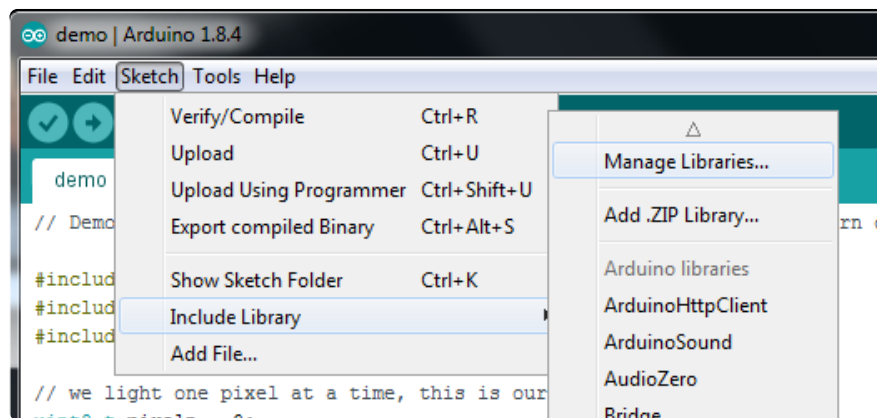 demo | Arduino 1.8.4
File Edit Sketch Tools Help
Verify/Compile Ctrl+R
Upload Ctrl+U
Upload Using Programmer Ctrl+Shift+U
Export compiled Binary Ctrl+Alt+S
Show Sketch Folder Ctrl+K
Include Library
Add File...
Manage Libraries...
Add .ZIP Library...
Arduino libraries
ArduinoHttpClient
ArduinoSound
AudioZero
Bridge
demo
// Demo
rn
#includ
#includ
#includ
// we light one pixel at a time, this is our